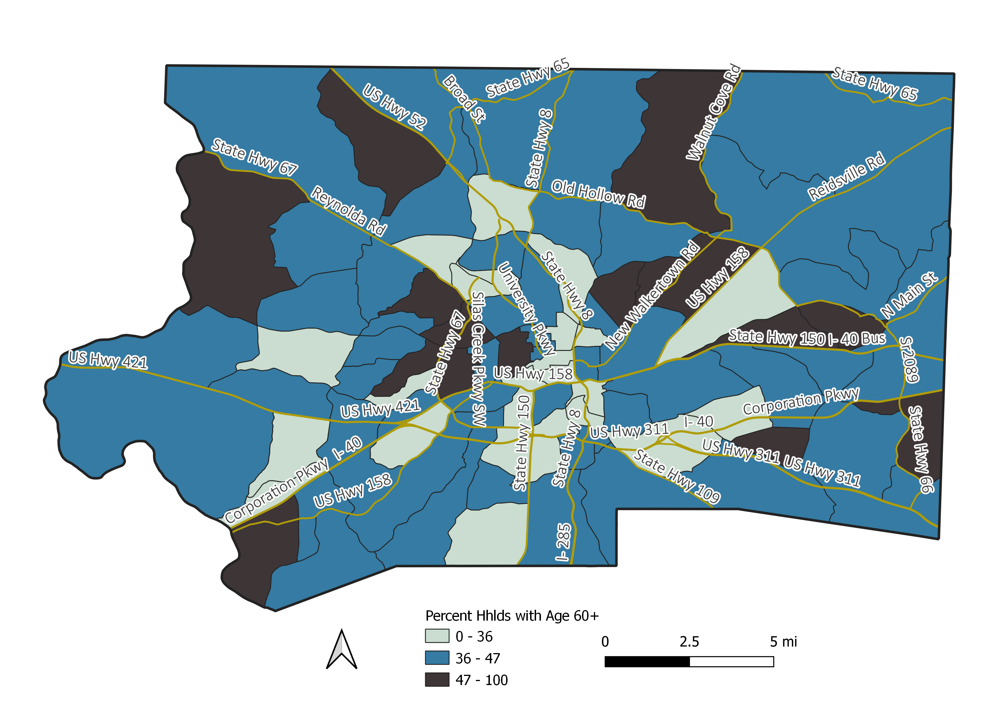 State Hwy 65
Walnut Cove Rd
State Hwy 65
Broad St
US Hwy 52
State Hwy 8
State Hwy 67
Reidsville Rd
Old Hollow Rd
Reynolda Rd
New Walkertown Rd
US Hwy 158
State Hwy 8
University Pkwy
N Main St
Silas Creek Pkwy SW
State Hwy 67
State Hwy 150
I- 40 Bus
Sr2089
US Hwy 421
US Hwy 158
US Hwy 421
Corporation Pkwy
State Hwy 150
State Hwy 8
I- 40
US Hwy 311
State Hwy 66
I- 40
US Hwy 311
US Hwy 311
State Hwy 109
Corporation Pkwy
US Hwy 158
I- 285
Percent Hhlds with Age 60+
0 - 36
36 - 47
47 - 100
0 2.5 5 mi